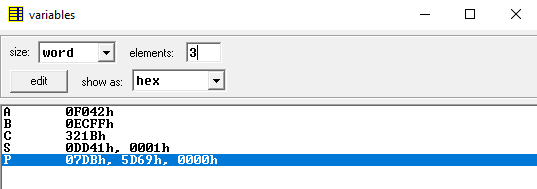 variables
size: word elements: 3
edit show as: hex
A 0F042h
B 0ECFFh
C 321Bh
S 0DD41h, 0001h
P 07DBh, 5D69h, 0000h